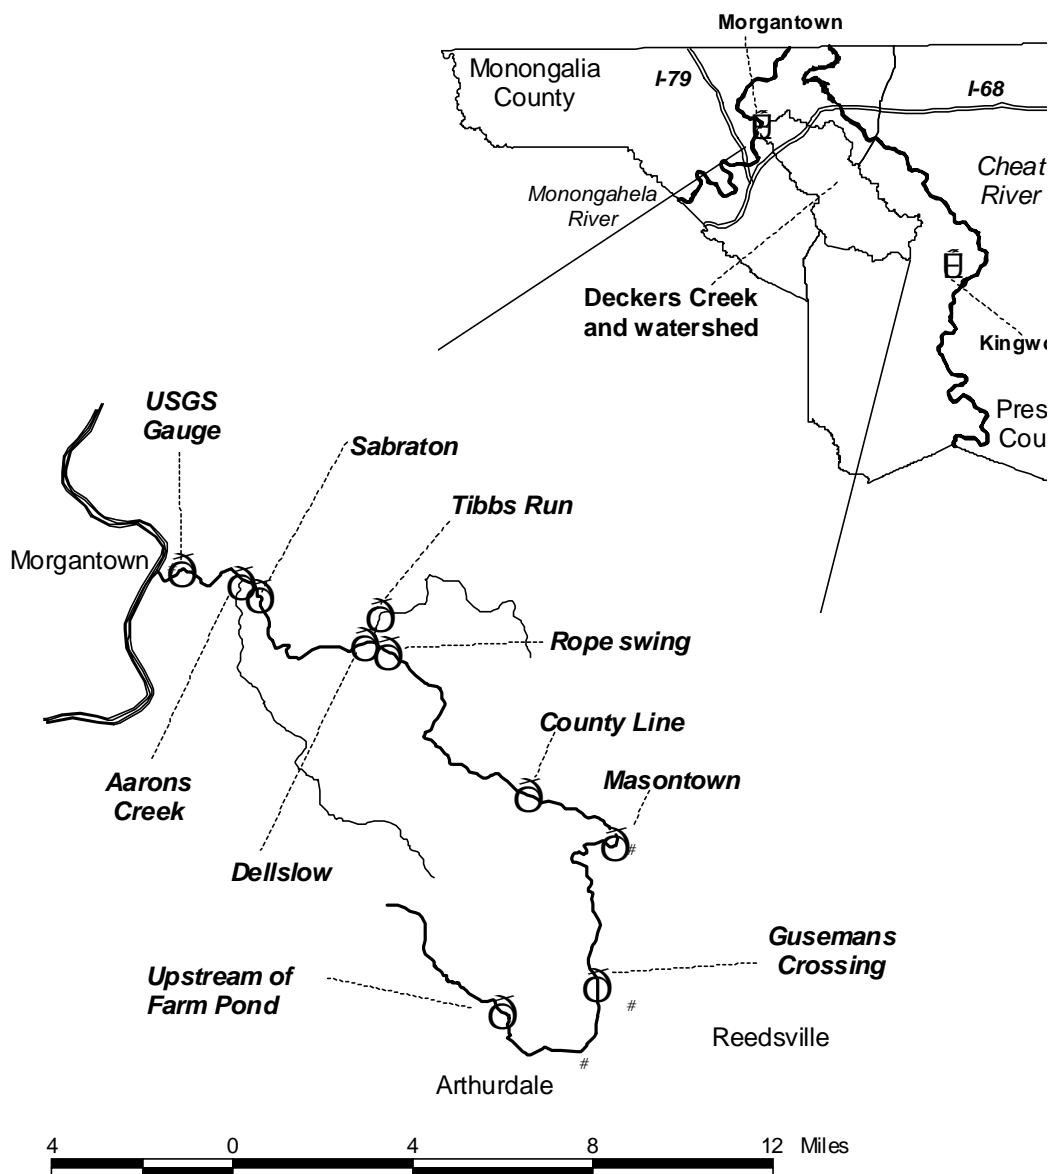 Morgantown
Monongalia
County
I-79
I-68
Cheat
River
Monongahela
River
Deckers Creek
and watershed
Kingwo
Pres
Cou
USGS
Gauge
Sabraton
Tibbs Run
Morgantown
Rope swing
County Line
Masontown
Aarons
Creek
Dellslow
#
Gusemans
Crossing
Upstream of
Farm Pond
#
Reedsville
#
Arthurdale
4 0 4 8 12 Miles